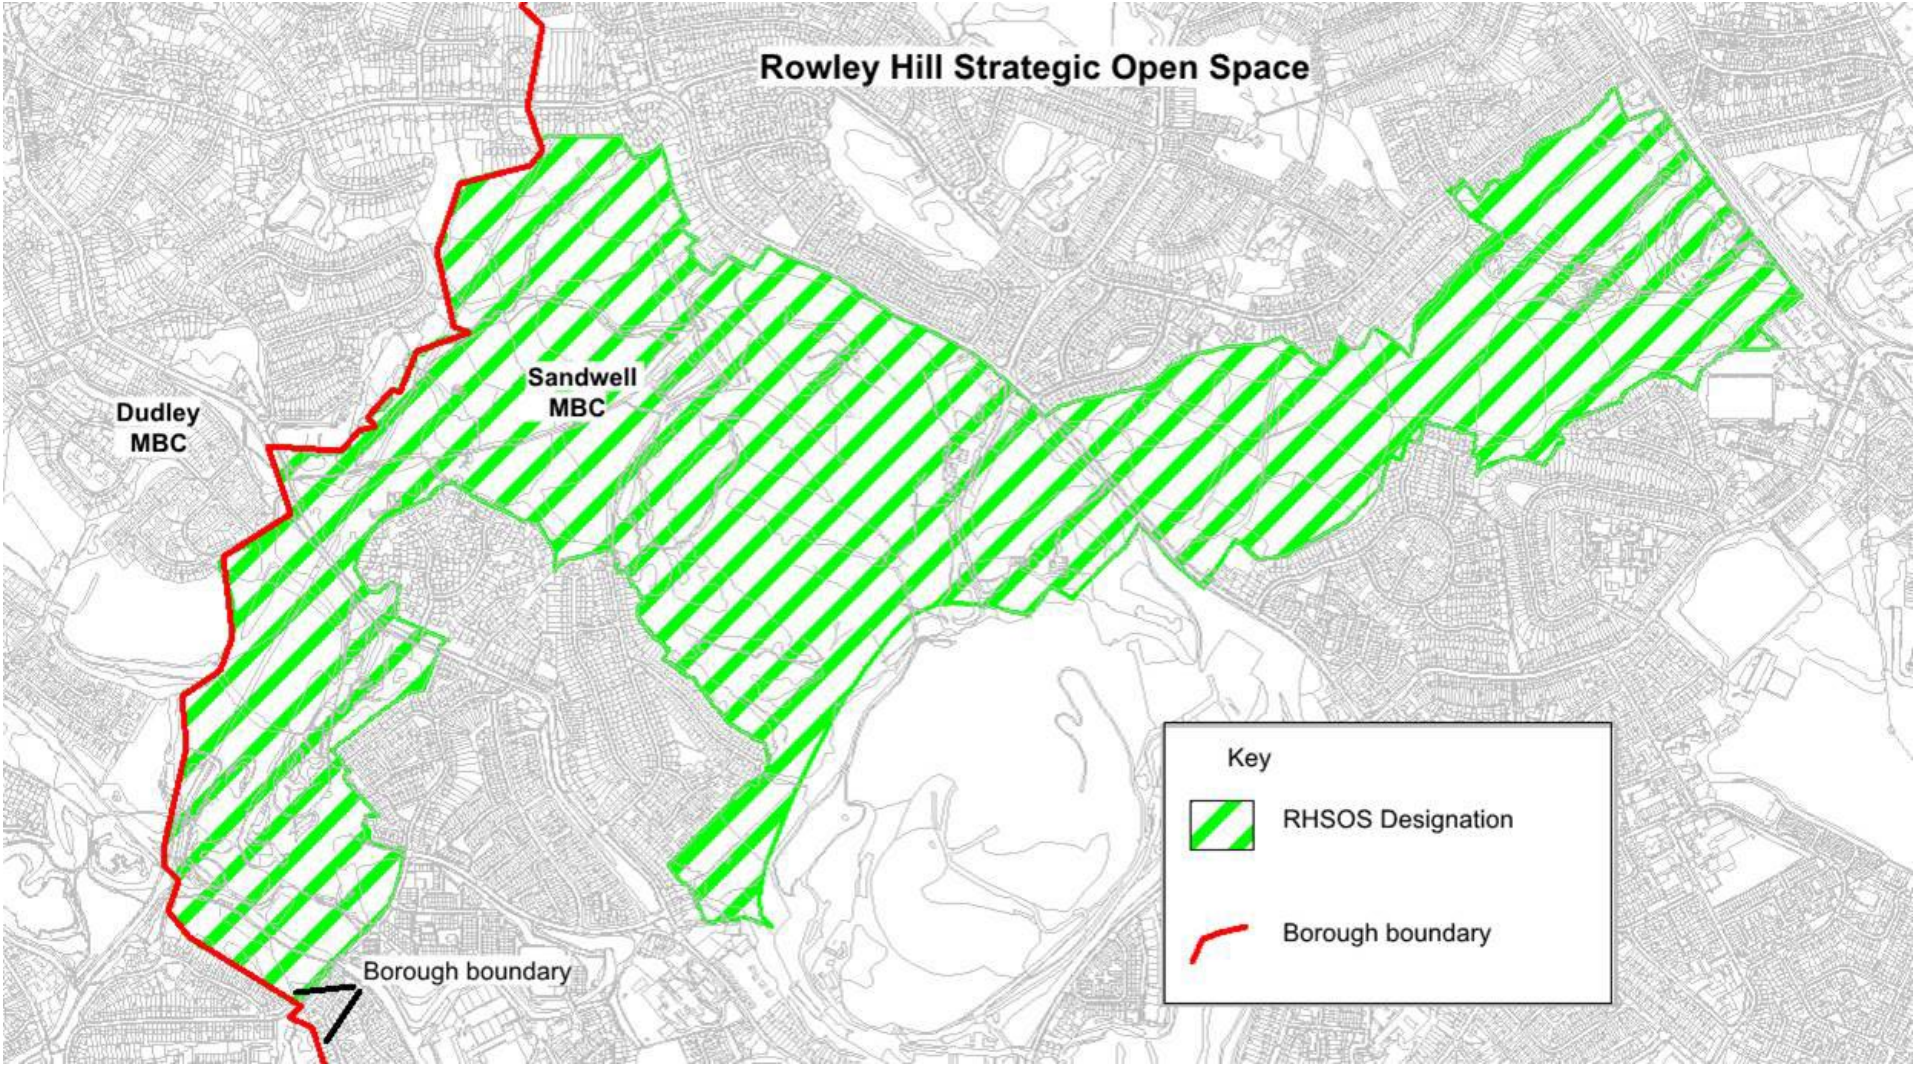 Rowley Hill Strategic Open Space
Sandwell
MBC
Dudley
MBC
Borough boundary
Key
RHSOS Designation
Borough boundary